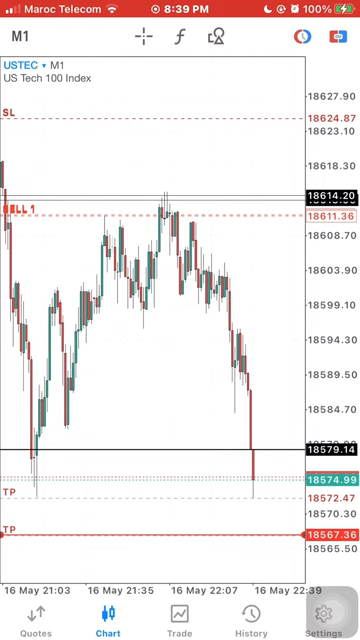 Maroc Telecom 8:39 PM 100%
M1
USTEC M1
US Tech 100 Index
18627.90
SL
18624.87
18623.10
18618.30
18614.20
SELL 1
18611.36
18608.70
18603.90
18599.10
18594.30
18589.50
18584.70
18579.14
18574.99
TP
18572.47
18570.30
TP
18567.36
18565.50
16 May 21:03 16 May 21:35 16 May 22:07 16 May 22:39
Quotes Chart Trade History Settings